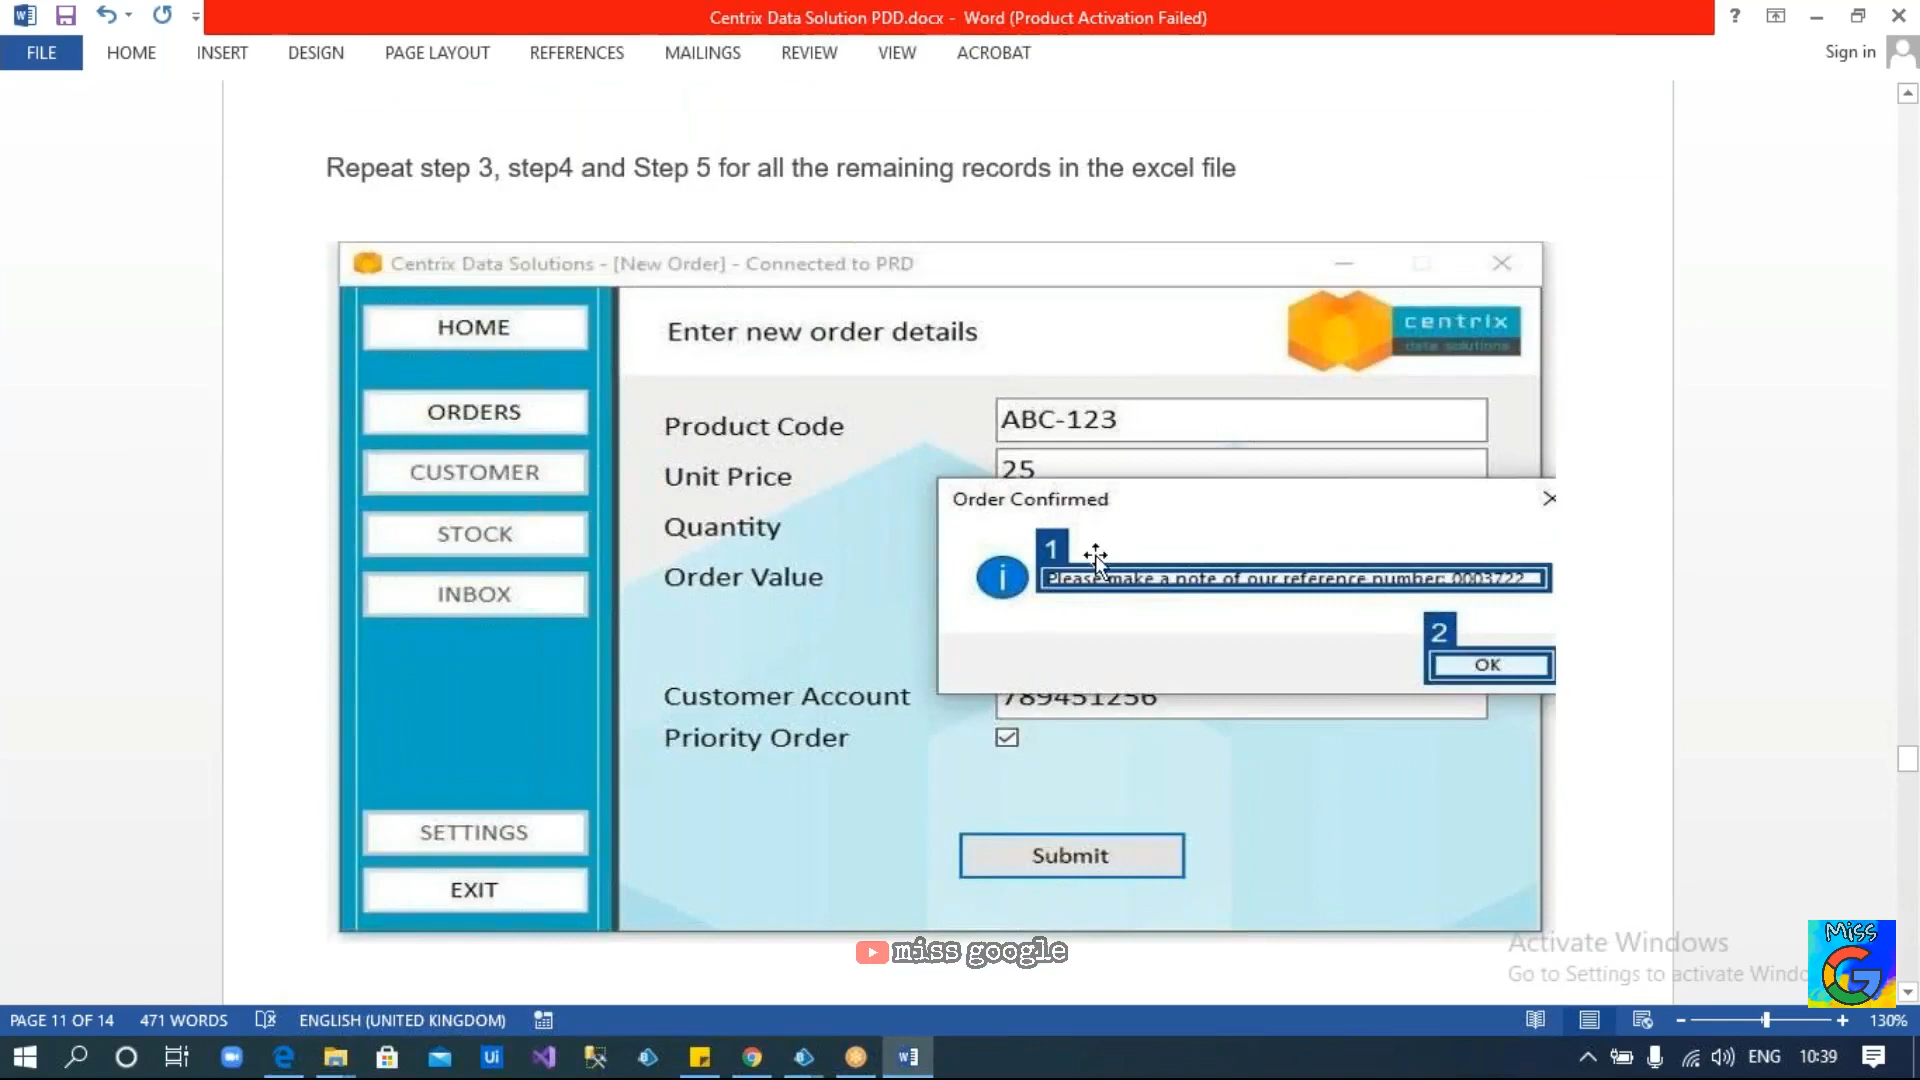 Centrix Data Solution PDD.docx - Word (Product Activation Failed)
?
FILE HOME INSERT DESIGN PAGE LAYOUT REFERENCES MAILINGS REVIEW VIEW ACROBAT
Sign in
Repeat step 3, step4 and Step 5 for all the remaining records in the excel file
Centrix Data Solutions - [New Order] - Connected to PRD
HOME
ORDERS
CUSTOMER
STOCK
INBOX
SETTINGS
EXIT
Enter new order details
centrix
data solutions
Product Code
ABC-123
Unit Price
25
Quantity
Order Value
Order Confirmed
1
i
Please make a note of our reference number: 0003722
2
OK
Customer Account
789451256
Priority Order
Submit
miss google
Activate Windows
Go to Settings to activate Windo
Miss
G
PAGE 11 OF 14 471 WORDS ENGLISH (UNITED KINGDOM)
130%
Ui
ENG 10:39